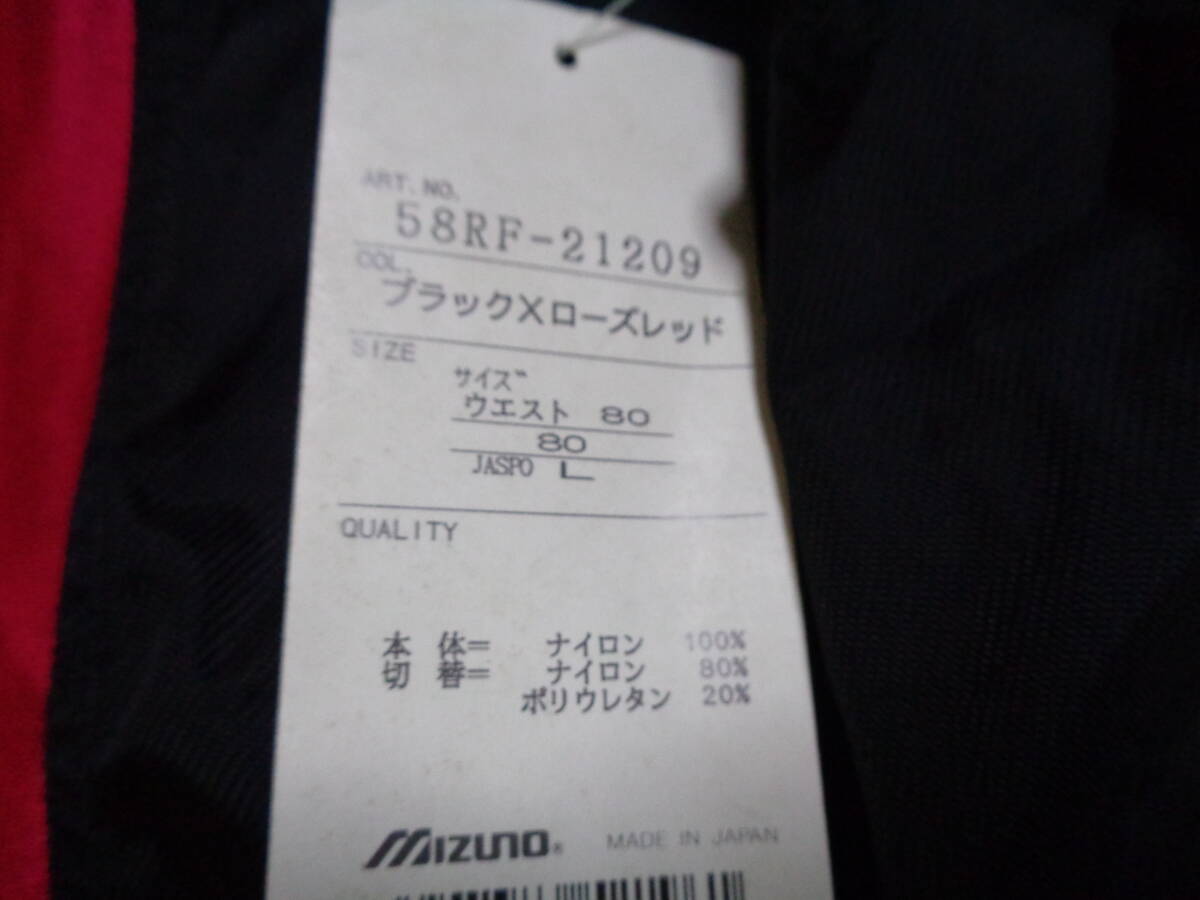 ART.NO.
58RF-21209
COL.
ブラックXローズレッド
SIZE
サイズ
ウエスト 80
80
JASPO L
QUALITY
本 体= ナイロン 100%
切 替= ナイロン 80%
ポリウレタン 20%
MIZUNO® MADE IN JAPAN